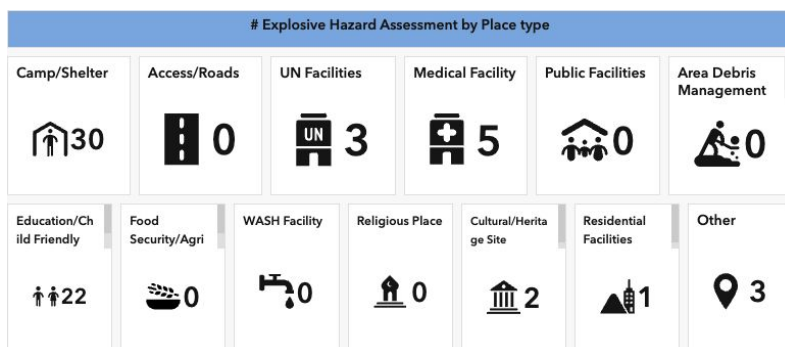 # Explosive Hazard Assessment by Place type
Camp/Shelter
30
Access/Roads
0
UN Facilities
UN
3
Medical Facility
5
Public Facilities
0
Area Debris
Management
0
Education/Ch
ild Friendly
22
Food
Security/Agri
0
WASH Facility
0
Religious Place
0
Cultural/Herita
ge Site
2
Residential
Facilities
1
Other
3